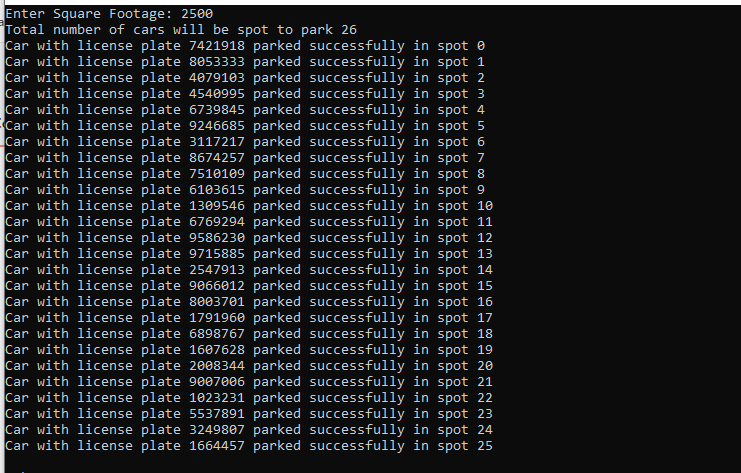 Enter Square Footage: 2500
Total number of cars will be spot to park 26
Car with license plate 7421918 parked successfully in spot 0
Car with license plate 8053333 parked successfully in spot 1
Car with license plate 4079103 parked successfully in spot 2
Car with license plate 4540995 parked successfully in spot 3
Car with license plate 6739845 parked successfully in spot 4
Car with license plate 9246685 parked successfully in spot 5
Car with license plate 3117217 parked successfully in spot 6
Car with license plate 8674257 parked successfully in spot 7
Car with license plate 7510109 parked successfully in spot 8
Car with license plate 6103615 parked successfully in spot 9
Car with license plate 1309546 parked successfully in spot 10
Car with license plate 6769294 parked successfully in spot 11
Car with license plate 9586230 parked successfully in spot 12
Car with license plate 9715885 parked successfully in spot 13
Car with license plate 2547913 parked successfully in spot 14
Car with license plate 9066012 parked successfully in spot 15
Car with license plate 8003701 parked successfully in spot 16
Car with license plate 1791960 parked successfully in spot 17
Car with license plate 6898767 parked successfully in spot 18
Car with license plate 1607628 parked successfully in spot 19
Car with license plate 2008344 parked successfully in spot 20
Car with license plate 9007006 parked successfully in spot 21
Car with license plate 1023231 parked successfully in spot 22
Car with license plate 5537891 parked successfully in spot 23
Car with license plate 3249807 parked successfully in spot 24
Car with license plate 1664457 parked successfully in spot 25